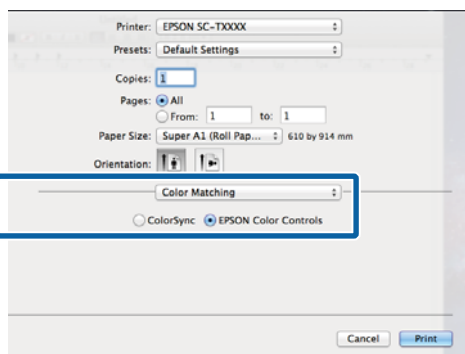 Printer: EPSON SC-TXXXX
Presets: Default Settings
Copies: 1
Pages: All
From: 1 to: 1
Paper Size: Super A1 (Roll Pap... 610 by 914 mm
Orientation:
Color Matching
ColorSync EPSON Color Controls
Cancel Print